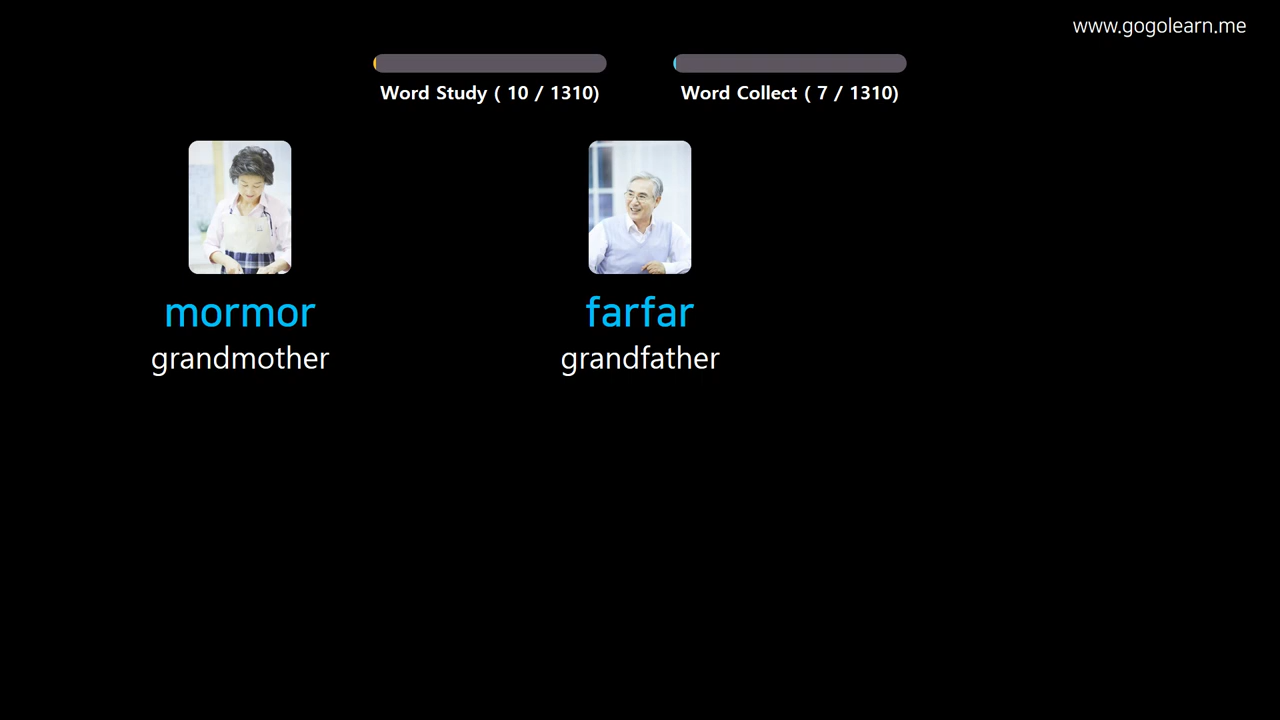 www.gogolearn.me
Word Study ( 10 / 1310)
Word Collect ( 7 / 1310)
mormor
grandmother
farfar
grandfather